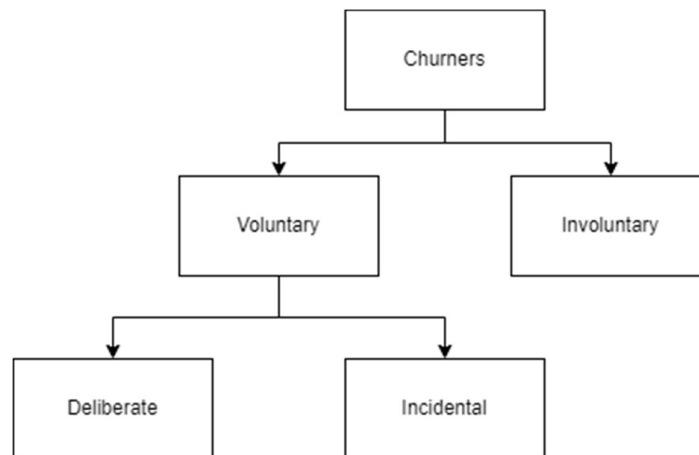 Churners
Voluntary
Involuntary
Deliberate
Incidental